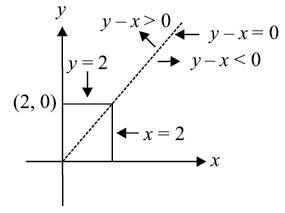 y
y – x > 0
y – x = 0
y = 2
y – x < 0
(2, 0)
x = 2
x